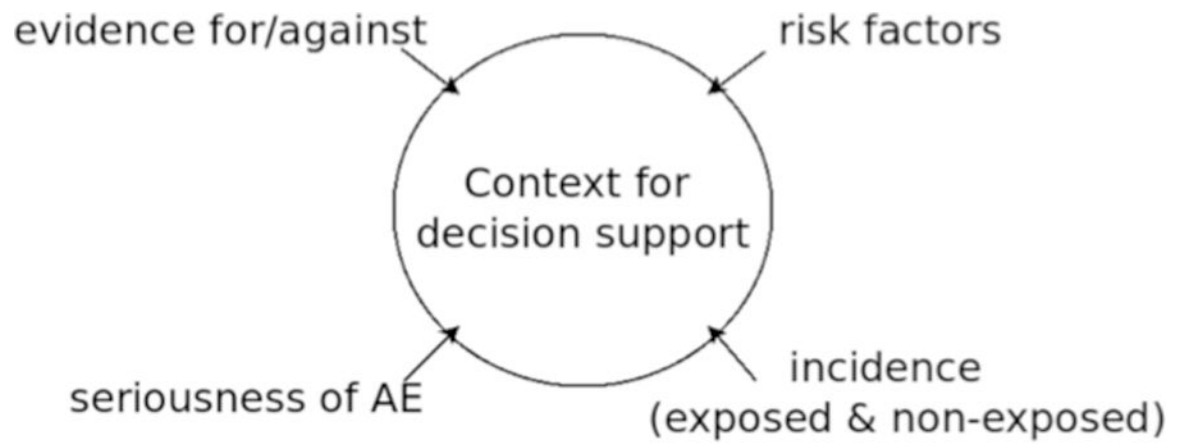 evidence for/against
risk factors
Context for
decision support
seriousness of AE
incidence
(exposed & non-exposed)